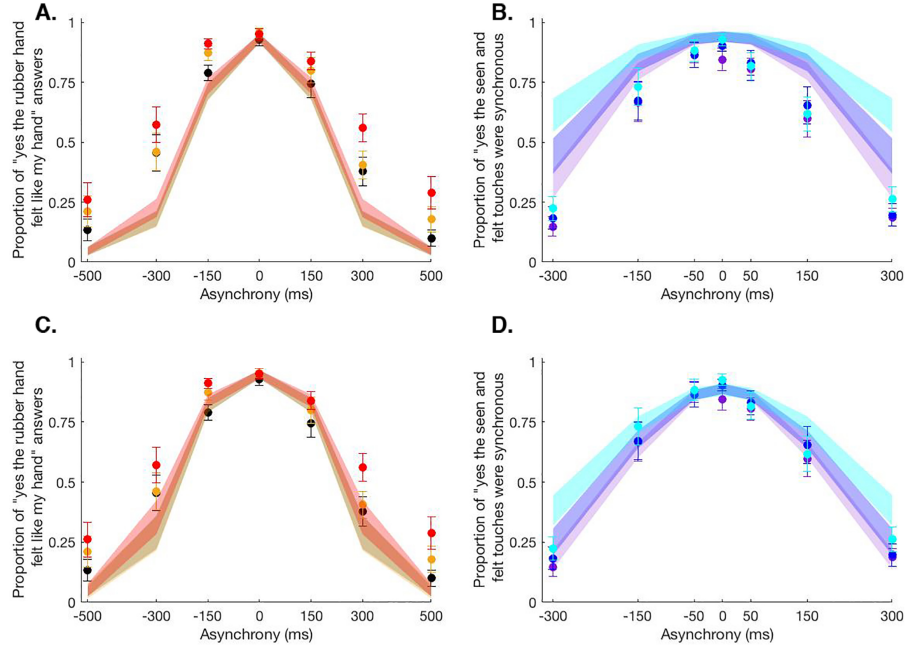 A.
Proportion of "yes the rubber hand
felt like my hand" answers
1
0.75
0.5
0.25
0
-500 -300 -150 0 150 300 500
Asynchrony (ms)
B.
Proportion of "yes the seen and
felt touches were synchronous
1
0.75
0.5
0.25
0
-300 -150 -50 0 50 150 300
Asynchrony (ms)
C.
Proportion of "yes the rubber hand
felt like my hand" answers
1
0.75
0.5
0.25
0
-500 -300 -150 0 150 300 500
Asynchrony (ms)
D.
Proportion of "yes the seen and
felt touches were synchronous
1
0.75
0.5
0.25
0
-300 -150 -50 0 50 150 300
Asynchrony (ms)